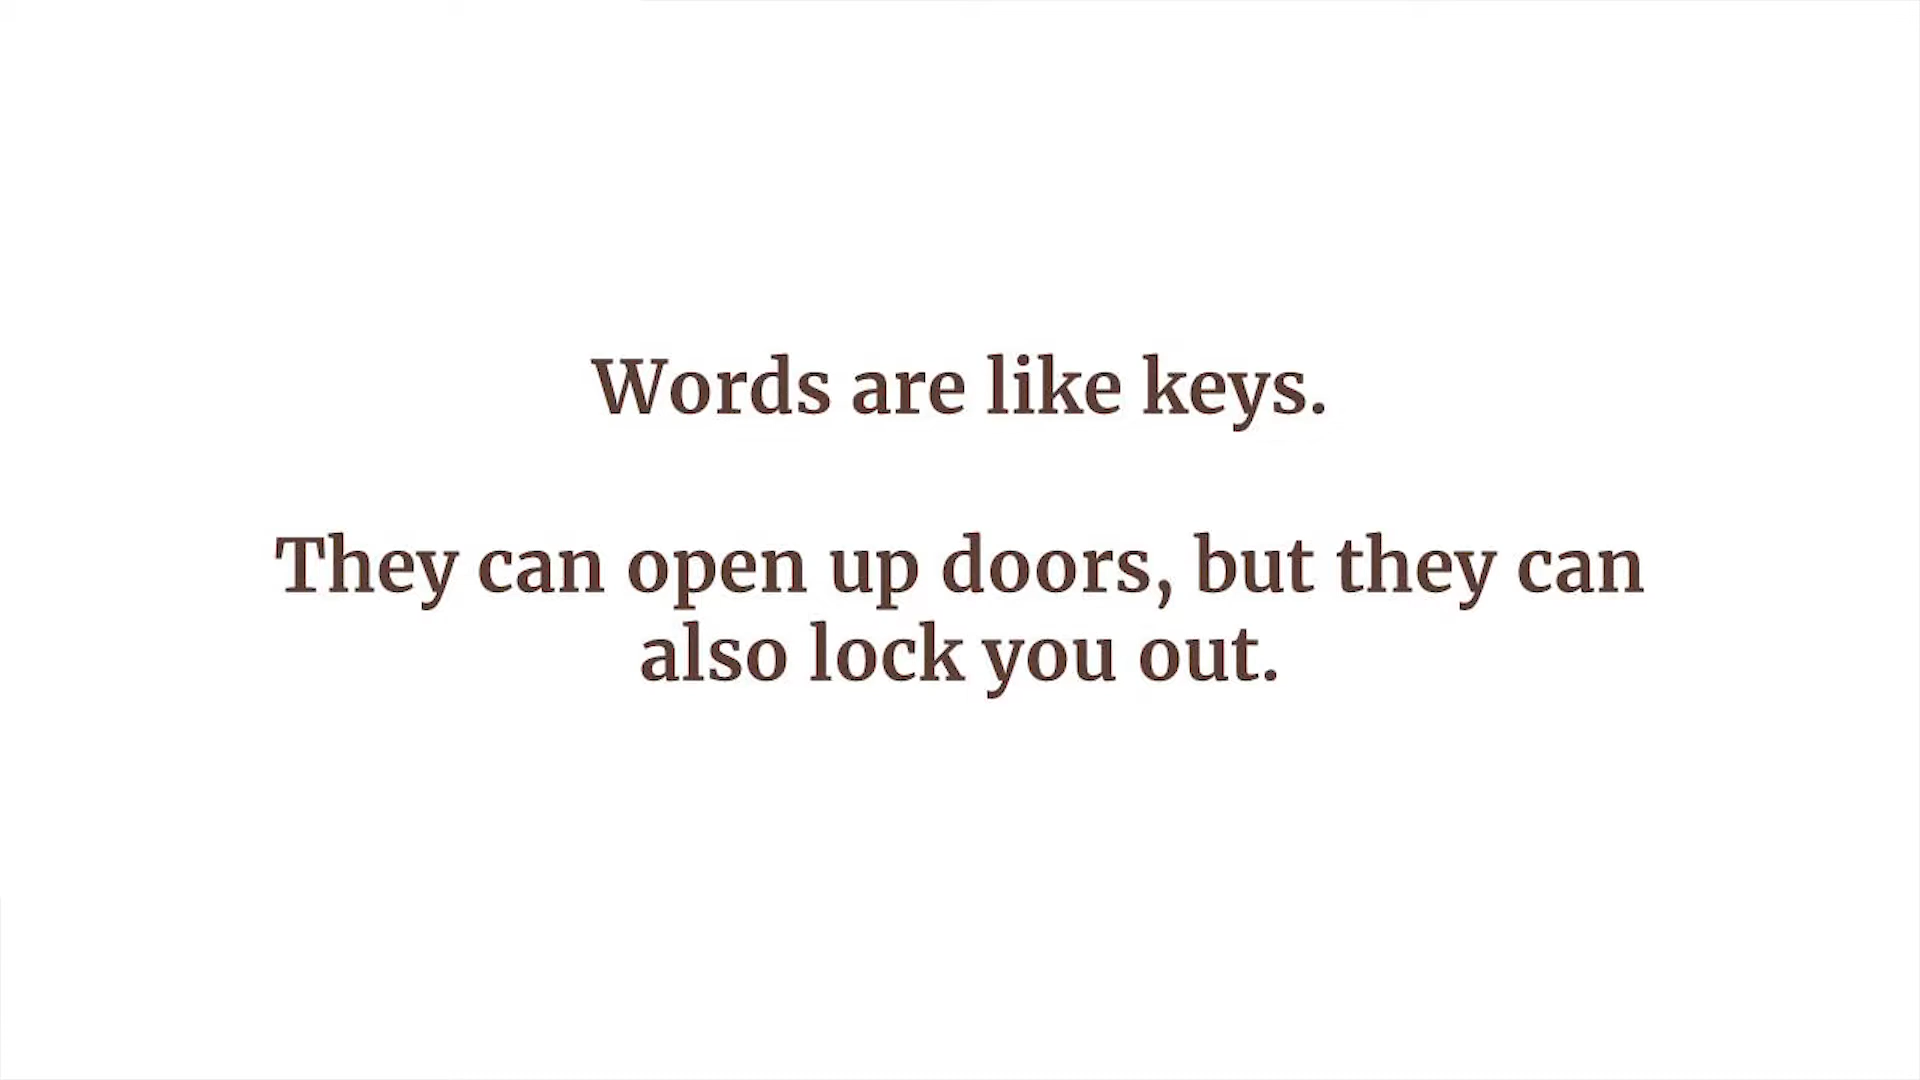 Words are like keys.
They can open up doors, but they can
also lock you out.